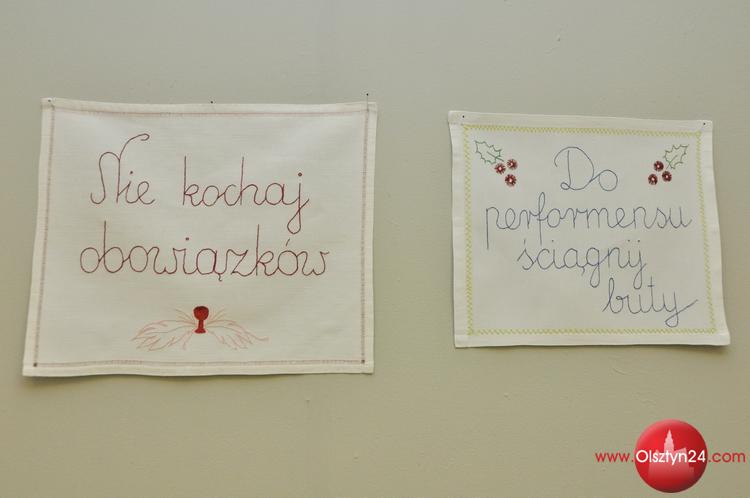 Nie kochaj
obowiązków
Do
performensu
ściągnij
buty
www.Olsztyn24.com